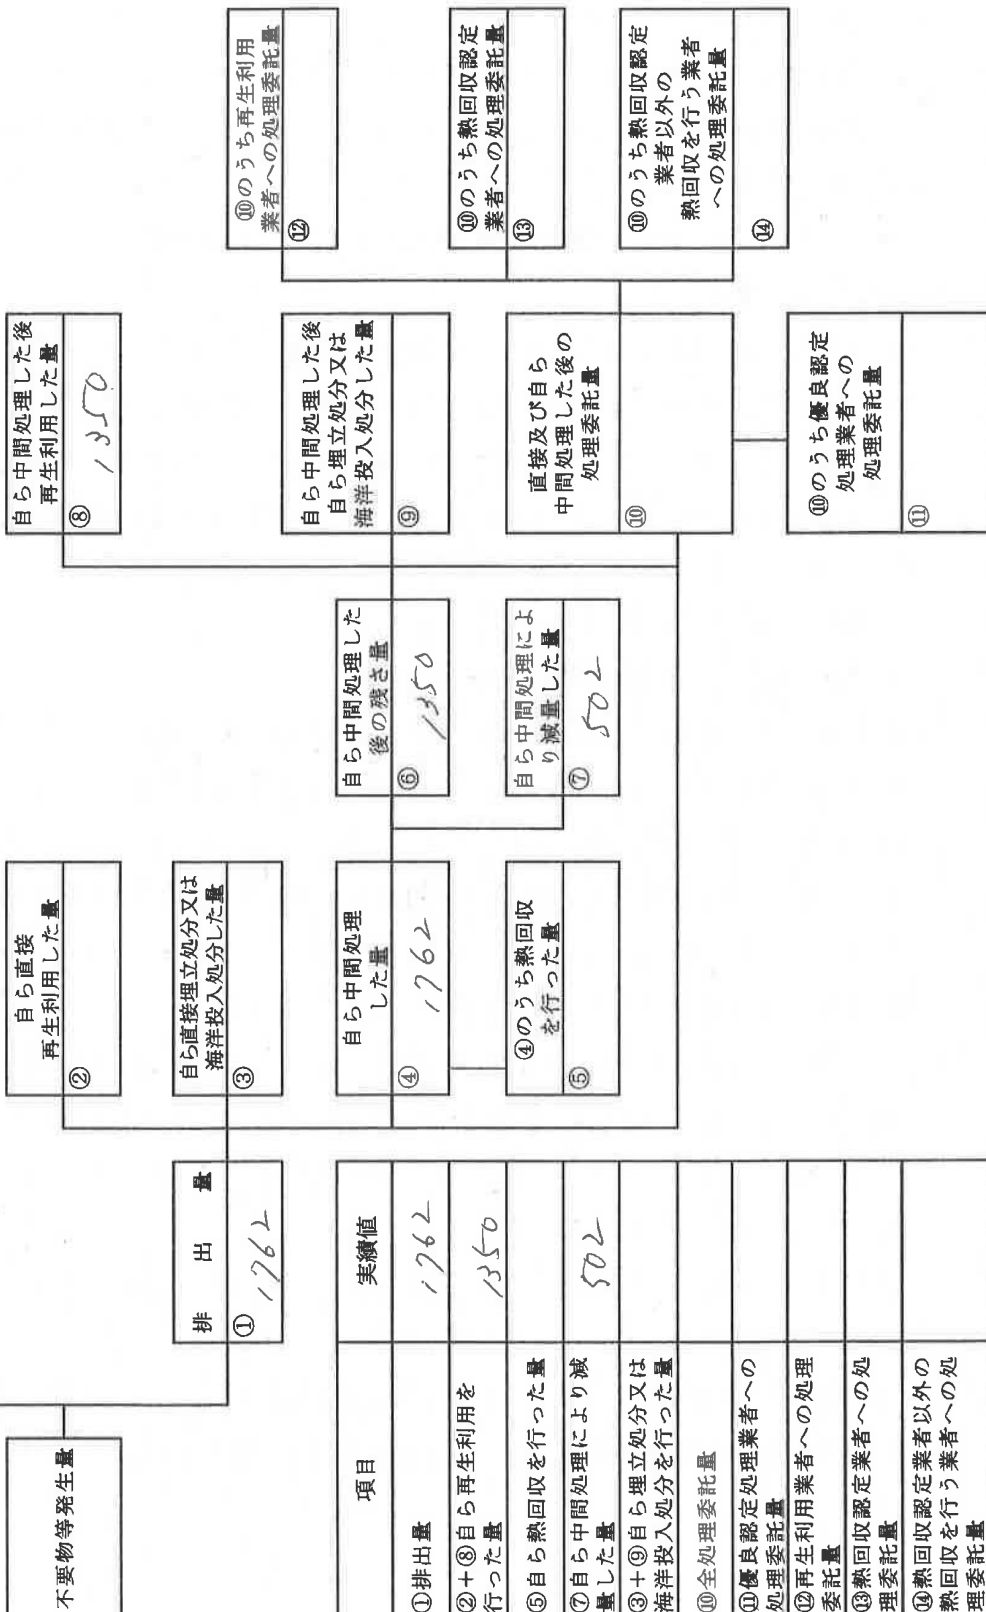 不要物等発生量
排出量
①
1762
自ら直接
再生利用した量
②
自ら直接埋立処分又は
海洋投入処分した量
③
自ら中間処理
した量
④
1762
④のうち熱回収
を行った量
⑤
自ら中間処理した
後の残さ量
⑥
1350
自ら中間処理によ
り減量した量
⑦
502
自ら中間処理した後
再生利用した量
⑧
1350
自ら中間処理した後
自ら埋立処分又は
海洋投入処分した量
⑨
直接及び自ら
中間処理した後の
処理委託量
⑩
⑩のうち優良認定
処理業者への
処理委託量
⑪
⑩のうち再生利用
業者への処理委託量
⑫
⑩のうち熱回収認定
業者への処理委託量
⑬
⑩のうち熱回収認定
業者以外の
熱回収を行う業者
への処理委託量
⑭
項目 実績値
①排出量 1762
②+⑧自ら再生利用を
行った量 1350
⑤自ら熱回収を行った量
⑦自ら中間処理により減
量した量 502
③+⑨自ら埋立処分又は
海洋投入処分を行った量
⑩全処理委託量
⑪優良認定処理業者への
処理委託量
⑫再生利用業者への処理
委託量
⑬熱回収認定業者への処
理委託量
⑭熱回収認定業者以外の
熱回収を行う業者への処
理委託量